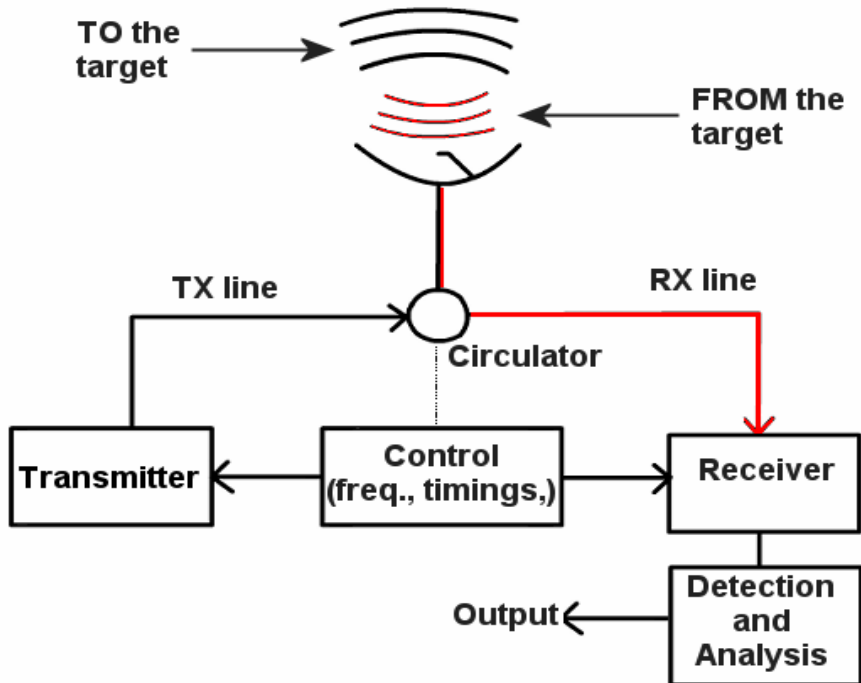 TO the
target
FROM the
target
TX line
RX line
Circulator
Transmitter
Control
(freq., timings,)
Receiver
Detection
and
Analysis
Output